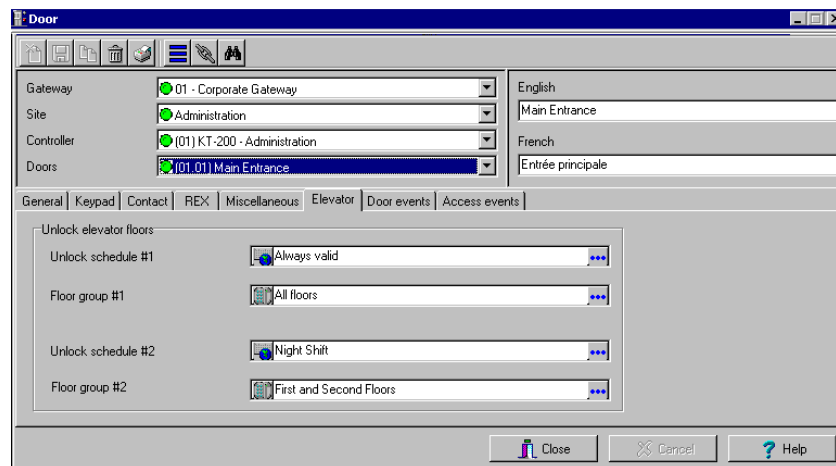 Door
Gateway
01 - Corporate Gateway
English
Site
Administration
Main Entrance
Controller
(01) KT-200 - Administration
French
Doors
(01.01) Main Entrance
Entrée principale
General Keypad Contact REX Miscellaneous Elevator Door events Access events
Unlock elevator floors
Unlock schedule #1
Always valid
Floor group #1
All floors
Unlock schedule #2
Night Shift
Floor group #2
First and Second Floors
Close Cancel Help